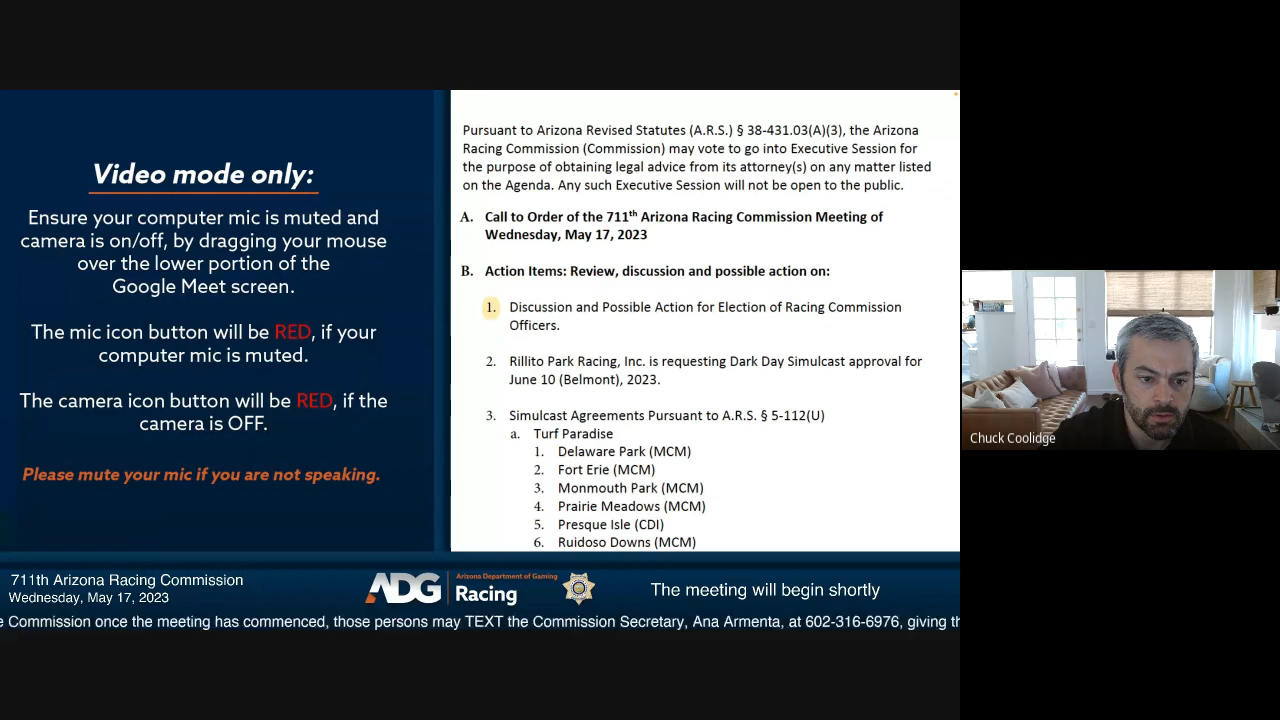 Video mode only:
Ensure your computer mic is muted and
camera is on/off, by dragging your mouse
over the lower portion of the
Google Meet screen.
The mic icon button will be RED, if your
computer mic is muted.
The camera icon button will be RED, if the
camera is OFF.
Please mute your mic if you are not speaking.
Pursuant to Arizona Revised Statutes (A.R.S.) § 38-431.03(A)(3), the Arizona
Racing Commission (Commission) may vote to go into Executive Session for
the purpose of obtaining legal advice from its attorney(s) on any matter listed
on the Agenda. Any such Executive Session will not be open to the public.
A. Call to Order of the 711th Arizona Racing Commission Meeting of
Wednesday, May 17, 2023
B. Action Items: Review, discussion and possible action on:
1. Discussion and Possible Action for Election of Racing Commission
Officers.
2. Rillito Park Racing, Inc. is requesting Dark Day Simulcast approval for
June 10 (Belmont), 2023.
3. Simulcast Agreements Pursuant to A.R.S. § 5-112(U)
a. Turf Paradise
1. Delaware Park (MCM)
2. Fort Erie (MCM)
3. Monmouth Park (MCM)
4. Prairie Meadows (MCM)
5. Presque Isle (CDI)
6. Ruidoso Downs (MCM)
Chuck Coolidge
711th Arizona Racing Commission
Wednesday, May 17, 2023
ADG
Arizona Department of Gaming
Racing
The meeting will begin shortly
e Commission once the meeting has commenced, those persons may TEXT the Commission Secretary, Ana Armenta, at 602-316-6976, giving th